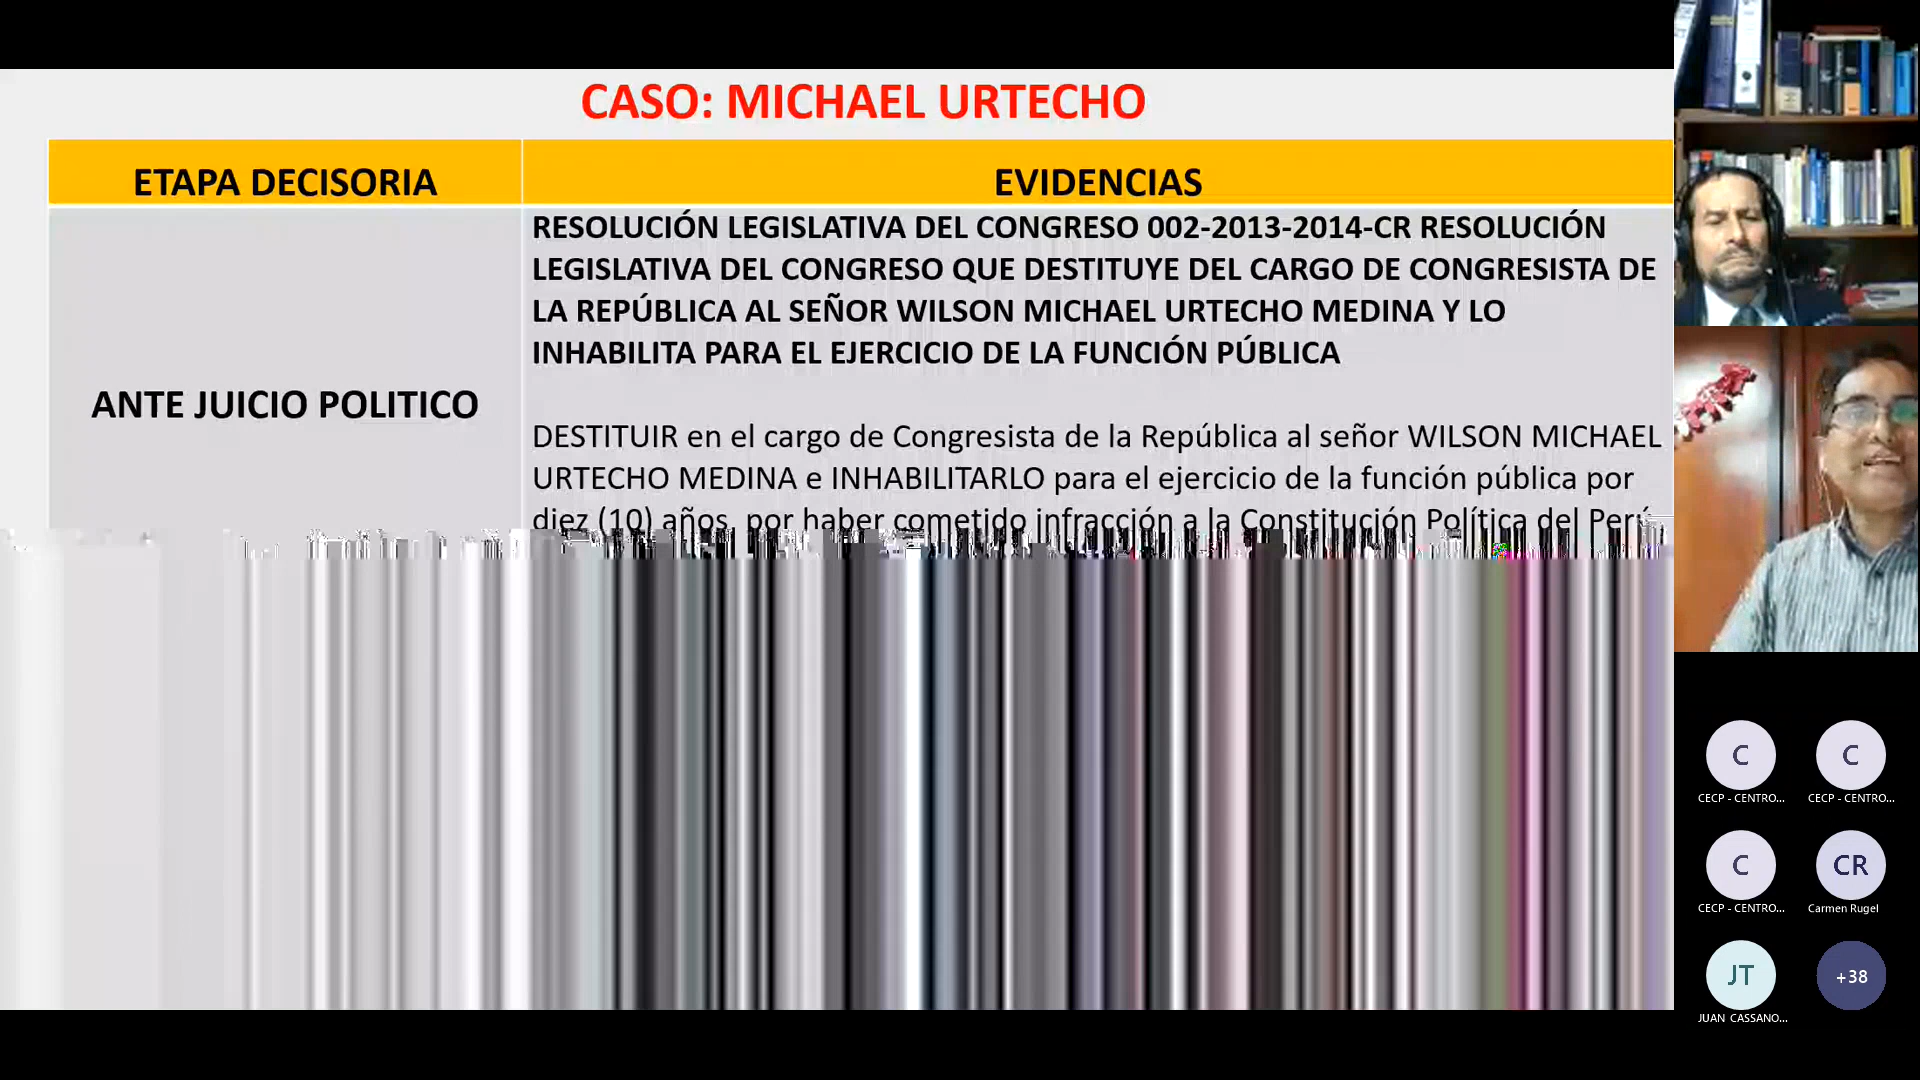 CASO: MICHAEL URTECHO
ETAPA DECISORIA
EVIDENCIAS
ANTE JUICIO POLITICO
RESOLUCIÓN LEGISLATIVA DEL CONGRESO 002-2013-2014-CR RESOLUCIÓN
LEGISLATIVA DEL CONGRESO QUE DESTITUYE DEL CARGO DE CONGRESISTA DE
LA REPÚBLICA AL SEÑOR WILSON MICHAEL URTECHO MEDINA Y LO
INHABILITA PARA EL EJERCICIO DE LA FUNCIÓN PÚBLICA
DESTITUIR en el cargo de Congresista de la República al señor WILSON MICHAEL
URTECHO MEDINA e INHABILITARLO para el ejercicio de la función pública por
diez (10) años, por haber cometido infracción a la Constitución Política del Perú
C
CECP - CENTRO...
C
CECP - CENTRO...
C
CECP - CENTRO...
CR
Carmen Rugel
JT
JUAN CASSANO...
+38